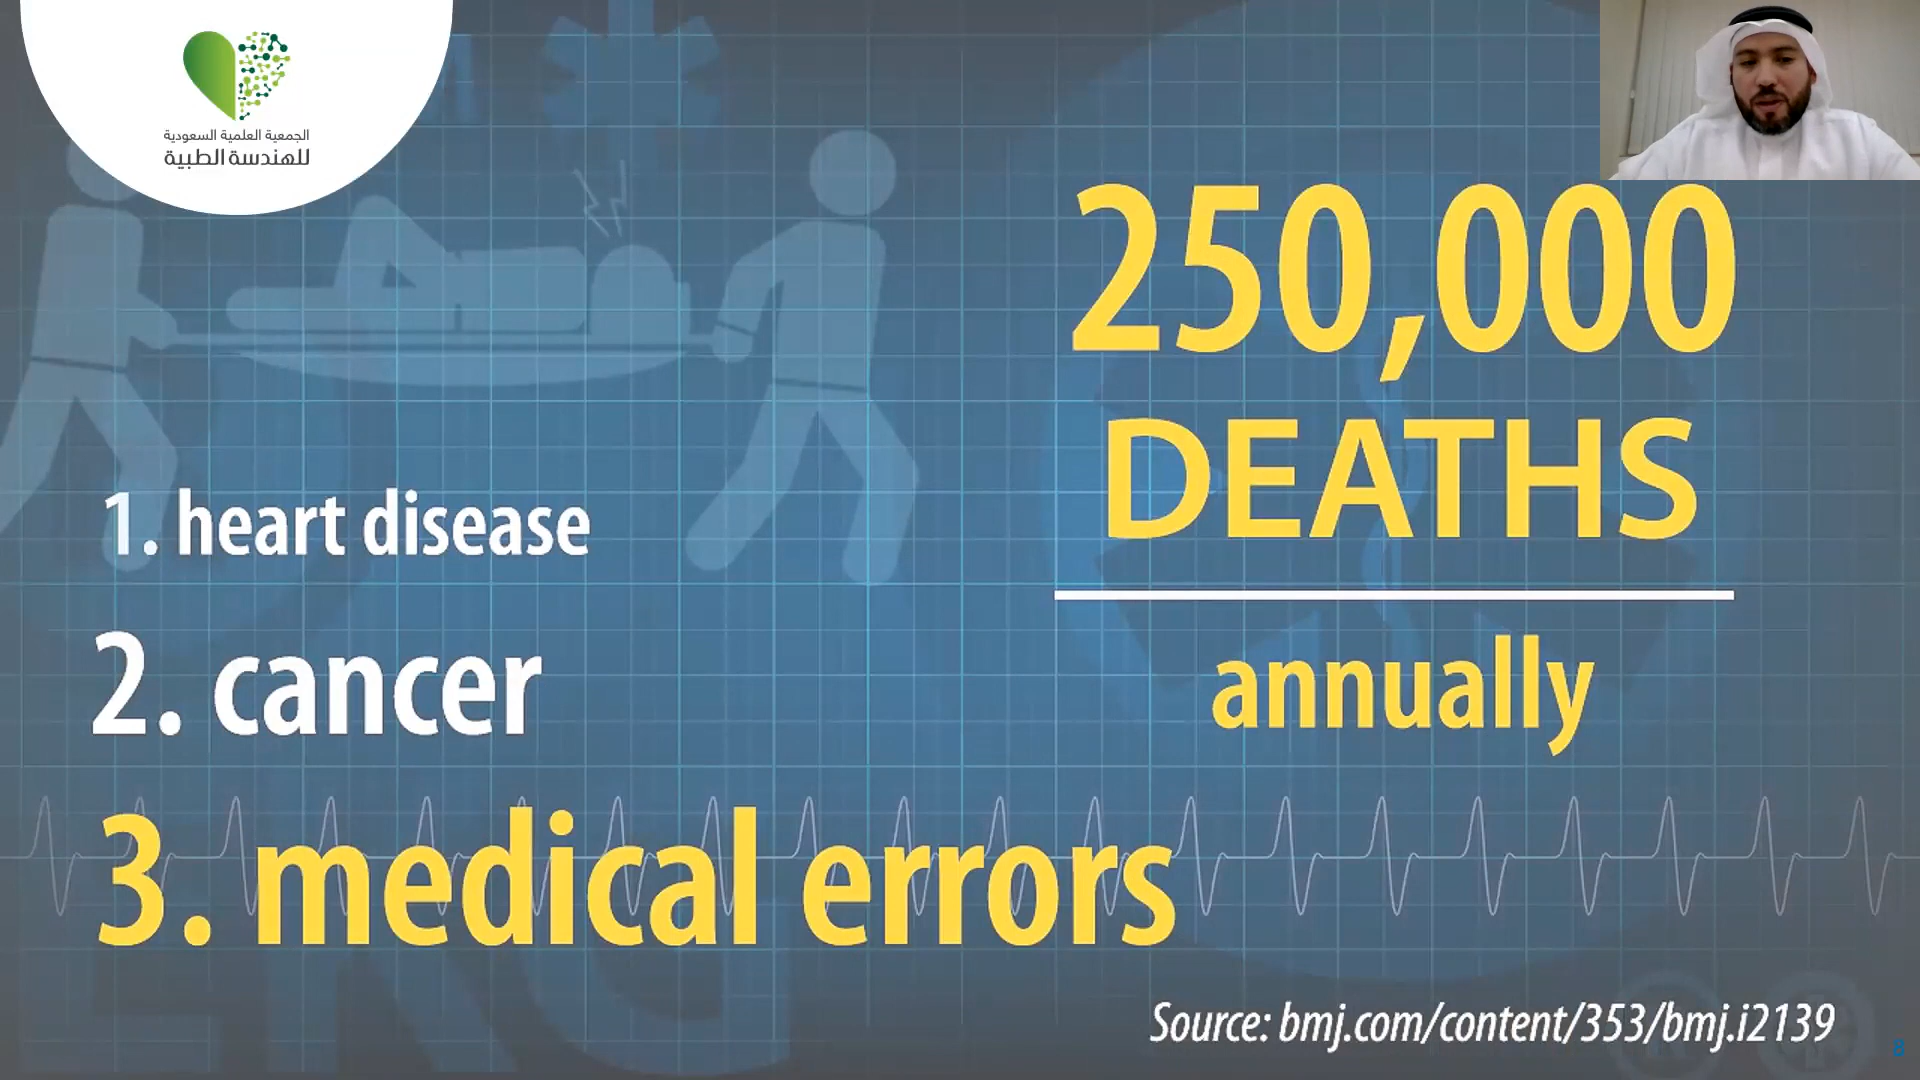 الجمعية العلمية السعودية
للهندسة الطبية
250,000
DEATHS
annually
1. heart disease
2. cancer
3. medical errors
Source: bmj.com/content/353/bmj.i2139
8